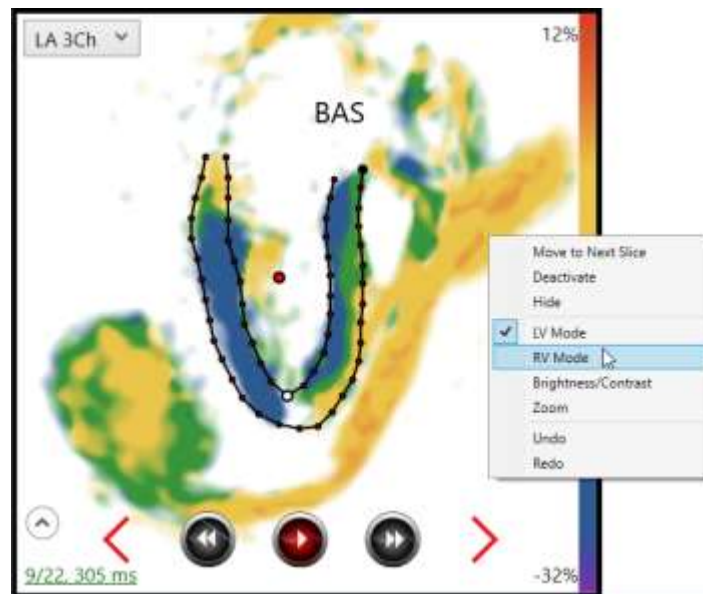 LA 3Ch
12%
BAS
Move to Next Slice
Deactivate
Hide
LV Mode
RV Mode
Brightness/Contrast
Zoom
Undo
Redo
9/22, 305 ms
-32%